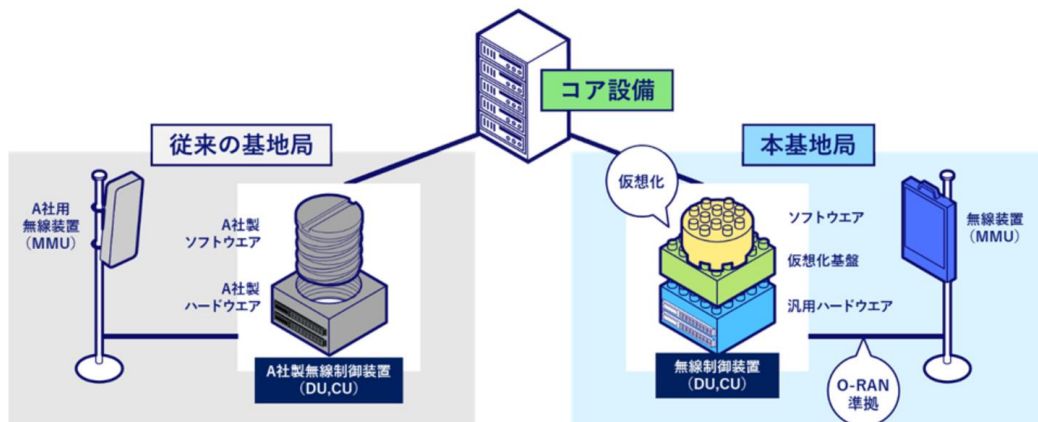 コア設備
従来の基地局
A社用
無線装置
(MMU)
A社製
ソフトウエア
A社製
ハードウエア
A社製無線制御装置
(DU,CU)
本基地局
仮想化
ソフトウエア
仮想化基盤
汎用ハードウエア
無線制御装置
(DU,CU)
無線装置
(MMU)
O-RAN
準拠